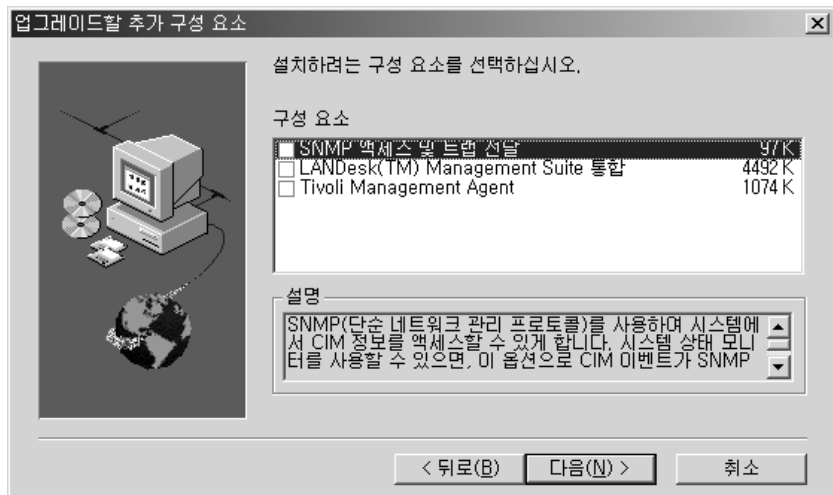 업그레이드할 추가 구성 요소
설치하려는 구성 요소를 선택하십시오.
구성 요소
SNMP 액세스 및 트랩 전달 97 K
LANDesk(TM) Management Suite 통합 4492 K
Tivoli Management Agent 1074 K
설명
SNMP(단순 네트워크 관리 프로토콜)를 사용하여 시스템에
서 CIM 정보를 액세스할 수 있게 합니다. 시스템 상태 모니
터를 사용할 수 있으면, 이 옵션으로 CIM 이벤트가 SNMP
< 뒤로(B) 다음(N) > 취소